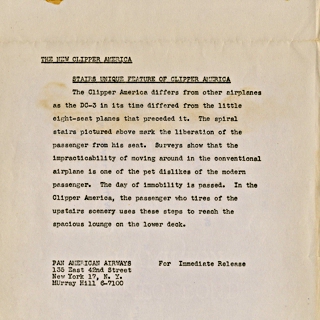 THE NEW CLIPPER AMERICA
STAIRS UNIQUE FEATURE OF CLIPPER AMERICA
The Clipper America differs from other airplanes
as the DC-3 in its time differed from the little
eight-seat planes that preceded it. The spiral
stairs pictured above mark the liberation of the
passenger from his seat. Surveys show that the
impracticability of moving around in the conventional
airplane is one of the pet dislikes of the modern
passenger. The day of immobility is passed. In the
Clipper America, the passenger who tires of the
upstairs scenery uses these steps to reach the
spacious lounge on the lower deck.
PAN AMERICAN AIRWAYS For Immediate Release
135 East 42nd Street
New York 17, N. Y.
MUrray Hill 6-7100